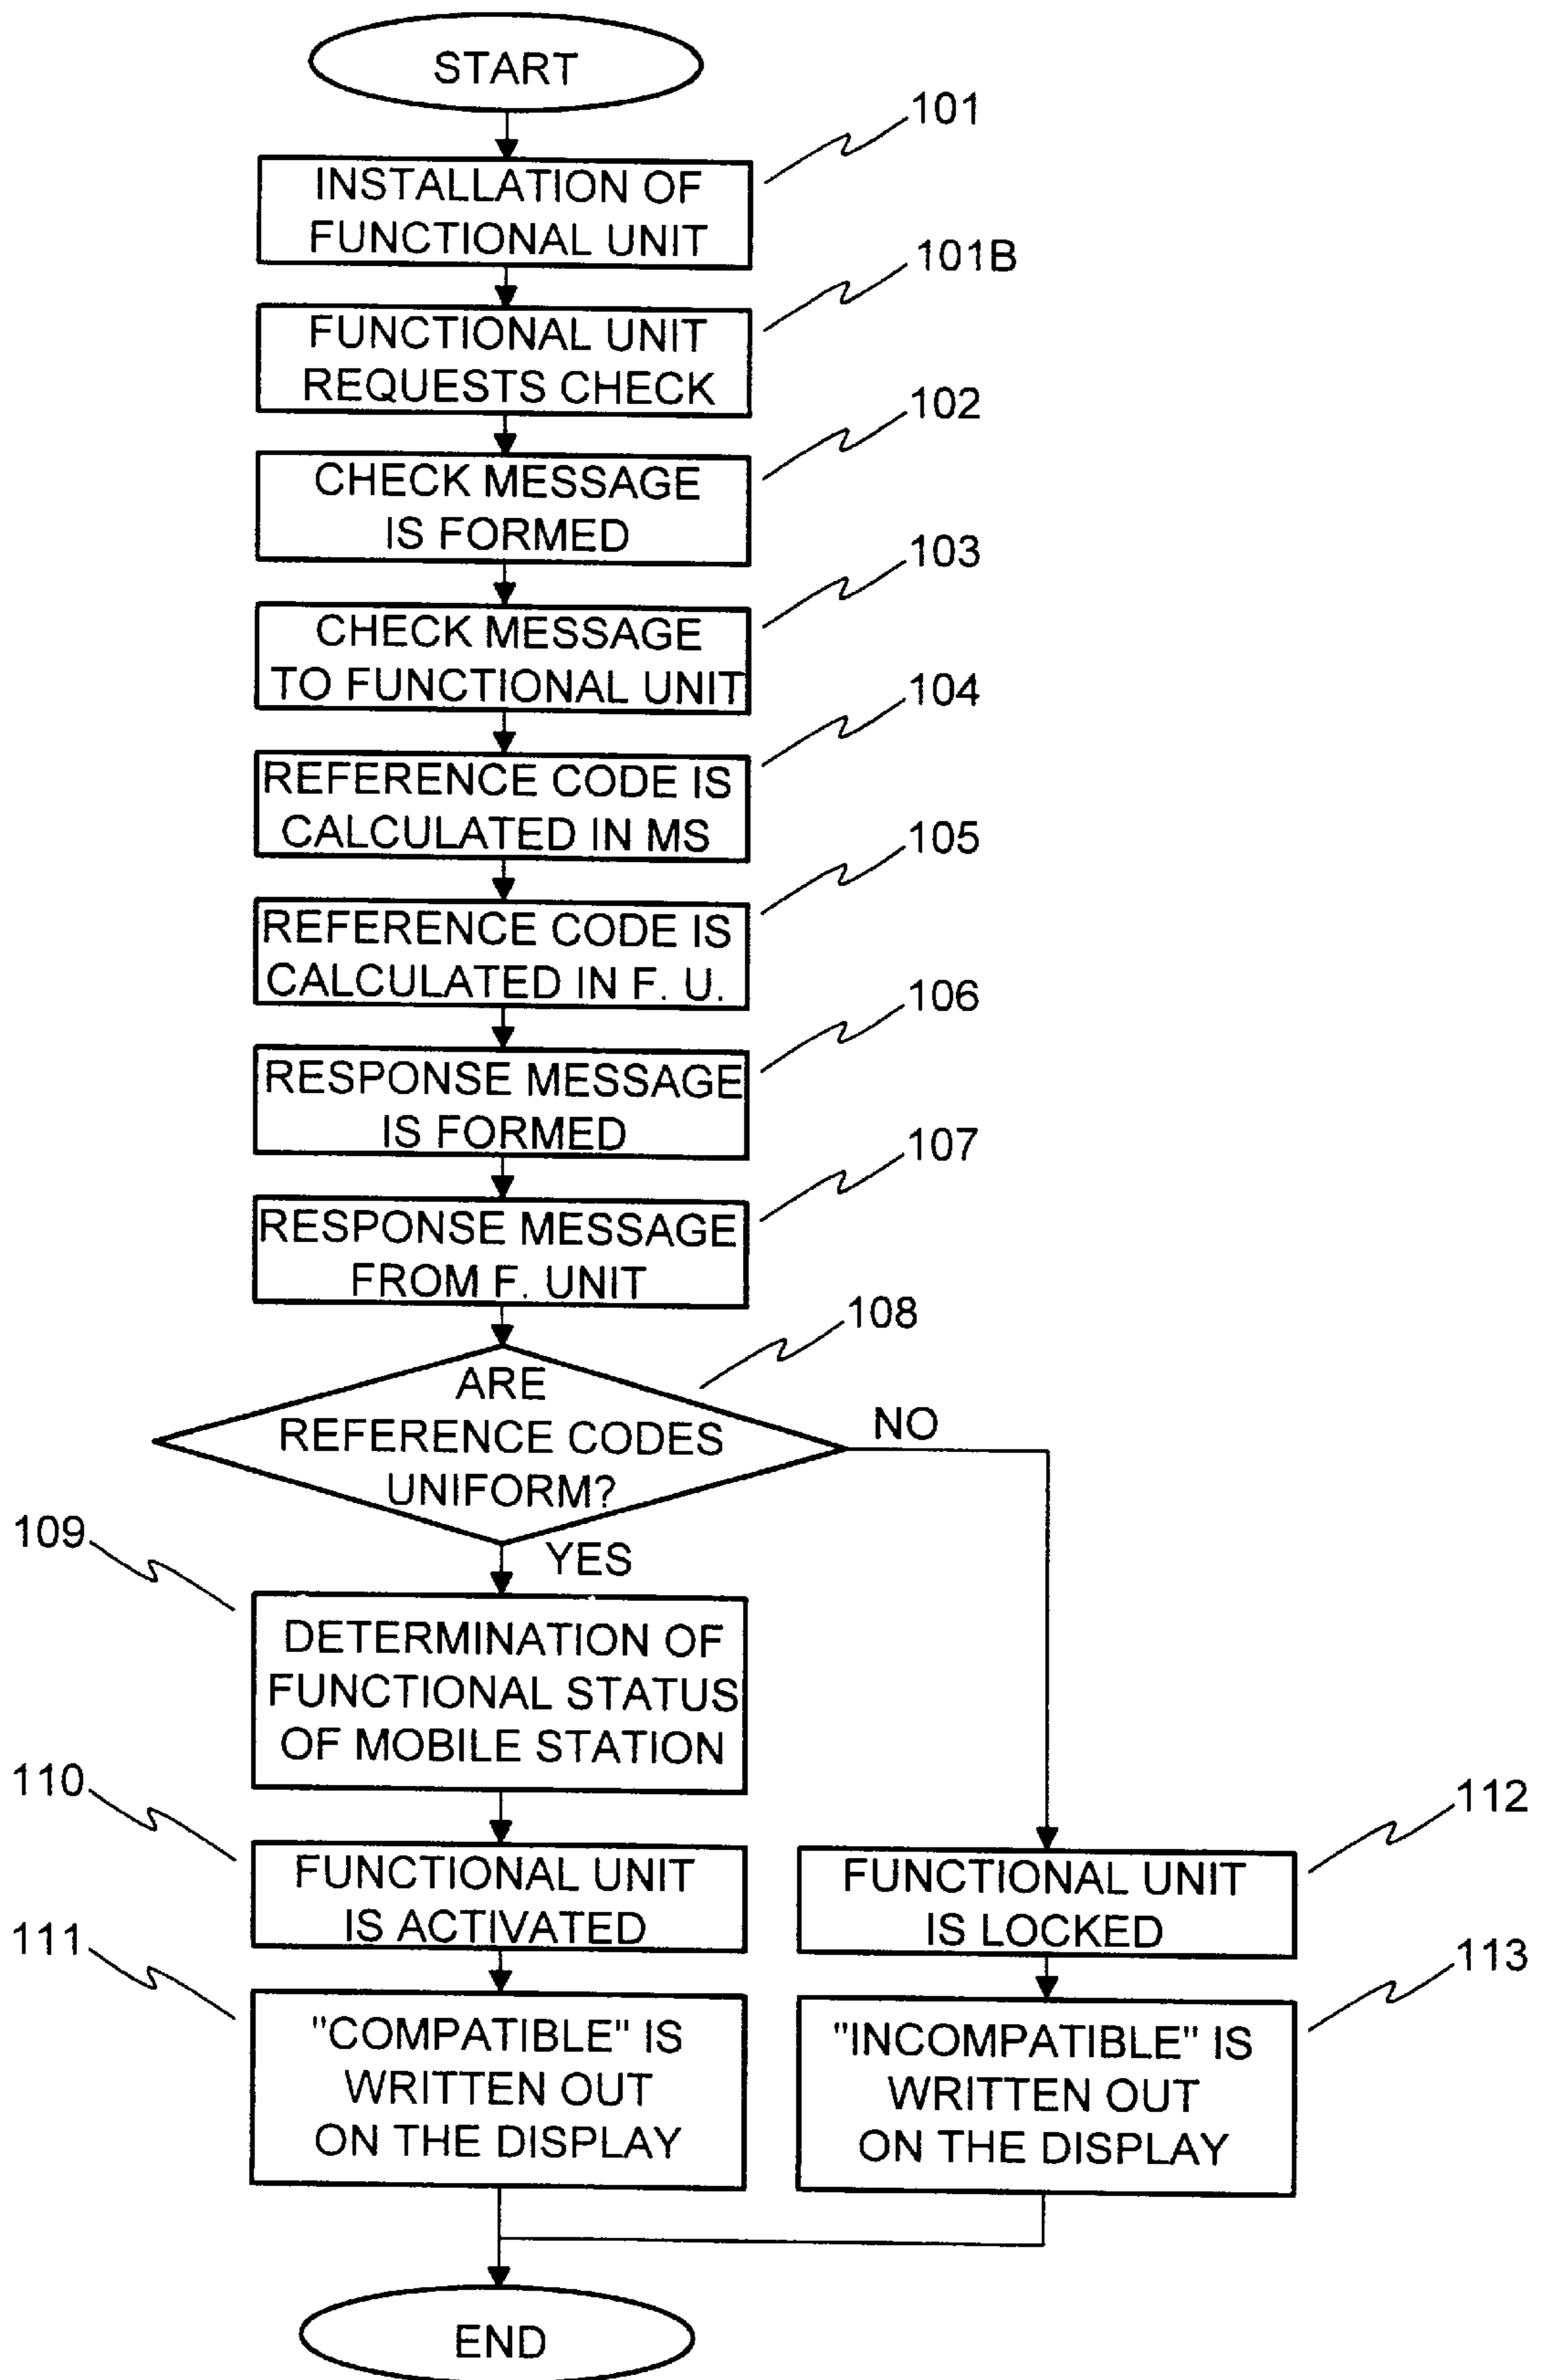 START
101
INSTALLATION OF
FUNCTIONAL UNIT
101B
FUNCTIONAL UNIT
REQUESTS CHECK
102
CHECK MESSAGE
IS FORMED
103
CHECK MESSAGE
TO FUNCTIONAL UNIT
104
REFERENCE CODE IS
CALCULATED IN MS
105
REFERENCE CODE IS
CALCULATED IN F. U.
106
RESPONSE MESSAGE
IS FORMED
107
RESPONSE MESSAGE
FROM F. UNIT
108
ARE
REFERENCE CODES
UNIFORM?
NO
YES
109
DETERMINATION OF
FUNCTIONAL STATUS
OF MOBILE STATION
110
FUNCTIONAL UNIT
IS ACTIVATED
112
FUNCTIONAL UNIT
IS LOCKED
111
"COMPATIBLE" IS
WRITTEN OUT
ON THE DISPLAY
113
"INCOMPATIBLE" IS
WRITTEN OUT
ON THE DISPLAY
END